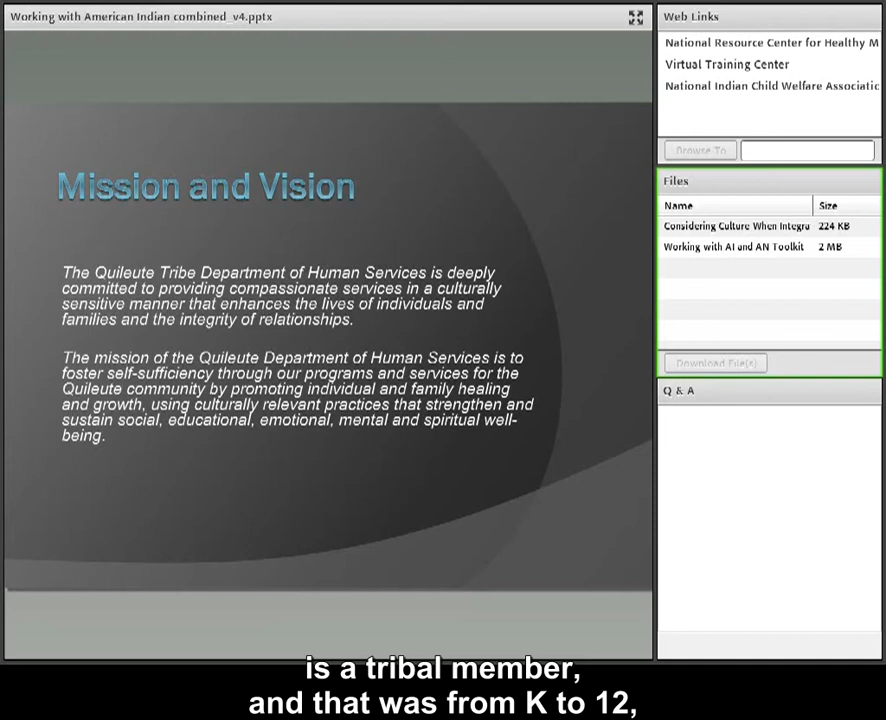 Working with American Indian combined_v4.pptx
Mission and Vision
The Quileute Tribe Department of Human Services is deeply
committed to providing compassionate services in a culturally
sensitive manner that enhances the lives of individuals and
families and the integrity of relationships.
The mission of the Quileute Department of Human Services is to
foster self-sufficiency through our programs and services for the
Quileute community by promoting individual and family healing
and growth, using culturally relevant practices that strengthen and
sustain social, educational, emotional, mental and spiritual well-
being.
Web Links
National Resource Center for Healthy M
Virtual Training Center
National Indian Child Welfare Associatic
Browse To
Files
Name Size
Considering Culture When Integra 224 KB
Working with AI and AN Toolkit 2 MB
Download File(s)
Q & A
is a tribal member,
and that was from K to 12,